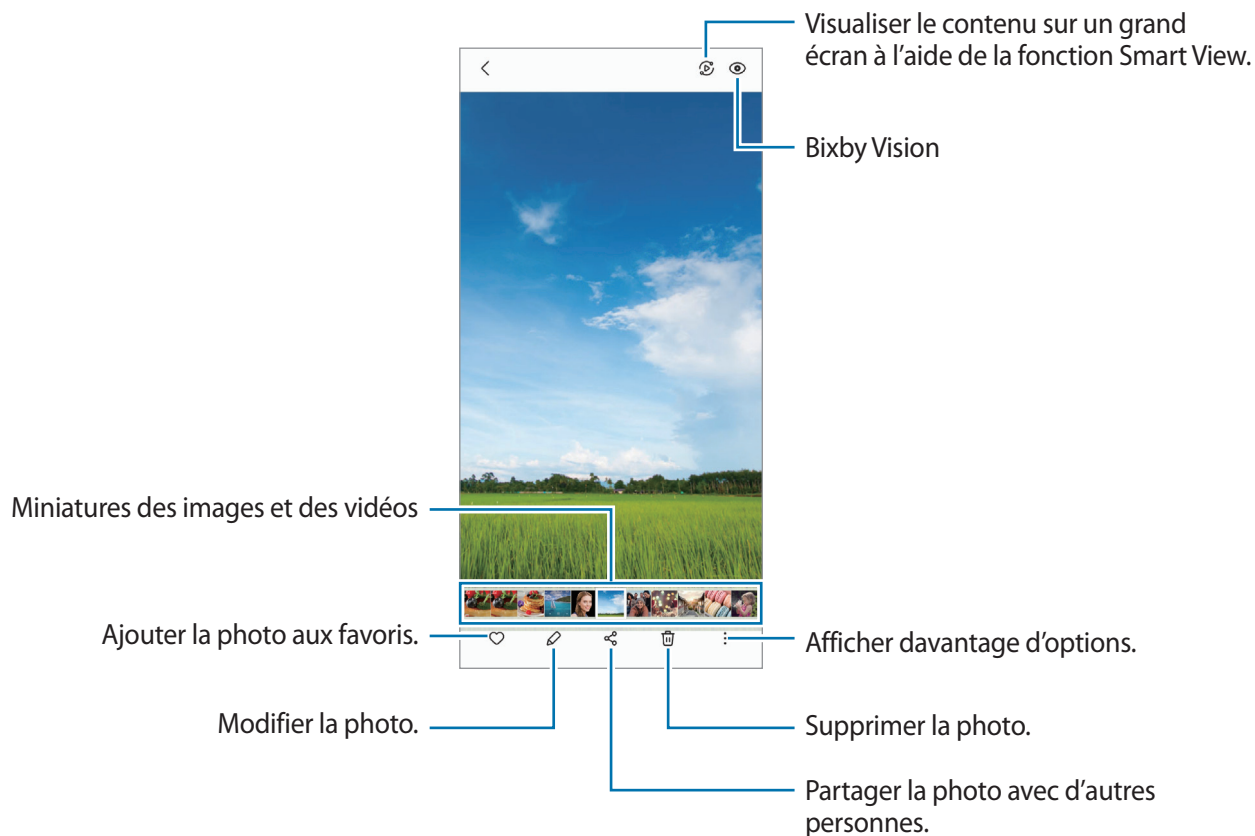 Visualiser le contenu sur un grand
écran à l’aide de la fonction Smart View.
Bixby Vision
Miniatures des images et des vidéos
Ajouter la photo aux favoris.
Afficher davantage d’options.
Modifier la photo.
Supprimer la photo.
Partager la photo avec d’autres
personnes.